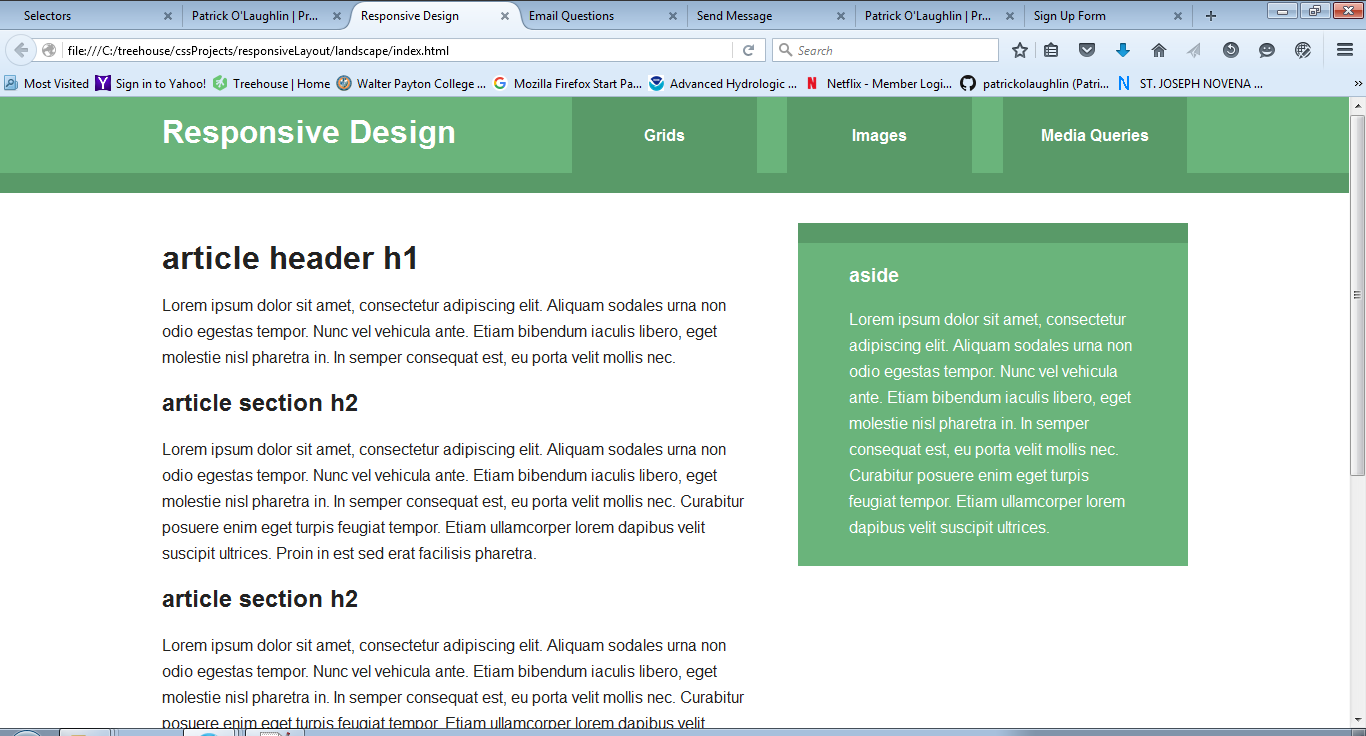 Selectors
Patrick O'Laughlin | Pr...
Responsive Design
Email Questions
Send Message
Patrick O'Laughlin | Pr...
Sign Up Form
file:///C:/treehouse/cssProjects/responsiveLayout/landscape/index.html
Search
Most Visited
Sign in to Yahoo!
Treehouse | Home
Walter Payton College ...
Mozilla Firefox Start Pa...
Advanced Hydrologic ...
Netflix - Member Logi...
patrickolaughlin (Patri...
ST. JOSEPH NOVENA ...
Responsive Design
Grids
Images
Media Queries
article header h1
Lorem ipsum dolor sit amet, consectetur adipiscing elit. Aliquam sodales urna non
odio egestas tempor. Nunc vel vehicula ante. Etiam bibendum iaculis libero, eget
molestie nisl pharetra in. In semper consequat est, eu porta velit mollis nec.
article section h2
Lorem ipsum dolor sit amet, consectetur adipiscing elit. Aliquam sodales urna non
odio egestas tempor. Nunc vel vehicula ante. Etiam bibendum iaculis libero, eget
molestie nisl pharetra in. In semper consequat est, eu porta velit mollis nec. Curabitur
posuere enim eget turpis feugiat tempor. Etiam ullamcorper lorem dapibus velit
suscipit ultrices. Proin in est sed erat facilisis pharetra.
article section h2
Lorem ipsum dolor sit amet, consectetur adipiscing elit. Aliquam sodales urna non
odio egestas tempor. Nunc vel vehicula ante. Etiam bibendum iaculis libero, eget
molestie nisl pharetra in. In semper consequat est, eu porta velit mollis nec. Curabitur
posuere enim eget turpis feugiat tempor. Etiam ullamcorper lorem dapibus velit
aside
Lorem ipsum dolor sit amet, consectetur
adipiscing elit. Aliquam sodales urna non
odio egestas tempor. Nunc vel vehicula
ante. Etiam bibendum iaculis libero, eget
molestie nisl pharetra in. In semper
consequat est, eu porta velit mollis nec.
Curabitur posuere enim eget turpis
feugiat tempor. Etiam ullamcorper lorem
dapibus velit suscipit ultrices.